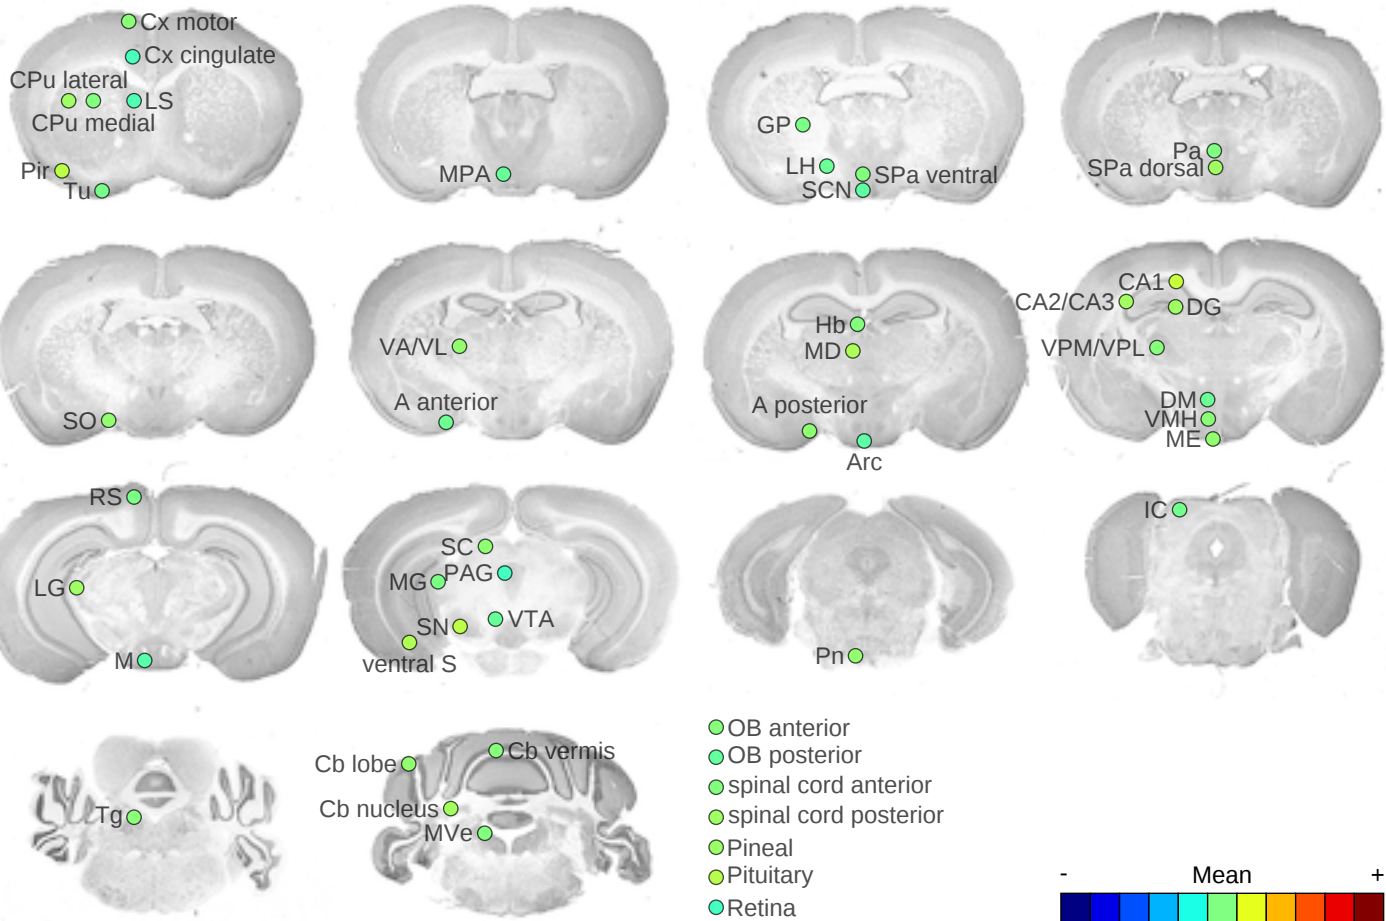 Cx motor
Cx cingulate
CPu lateral
LS
CPu medial
Pir
Tu
MPA
GP
LH
SPa ventral
SCN
Pa
SPa dorsal
SO
VA/VL
A anterior
Hb
MD
A posterior
Arc
CA1
CA2/CA3
DG
VPM/VPL
DM
VMH
ME
RS
LG
M
SC
MG
PAG
SN
VTA
ventral S
Pn
IC
Tg
Cb lobe
Cb vermis
Cb nucleus
MVe
OB anterior
OB posterior
spinal cord anterior
spinal cord posterior
Pineal
Pituitary
Retina
- Mean +